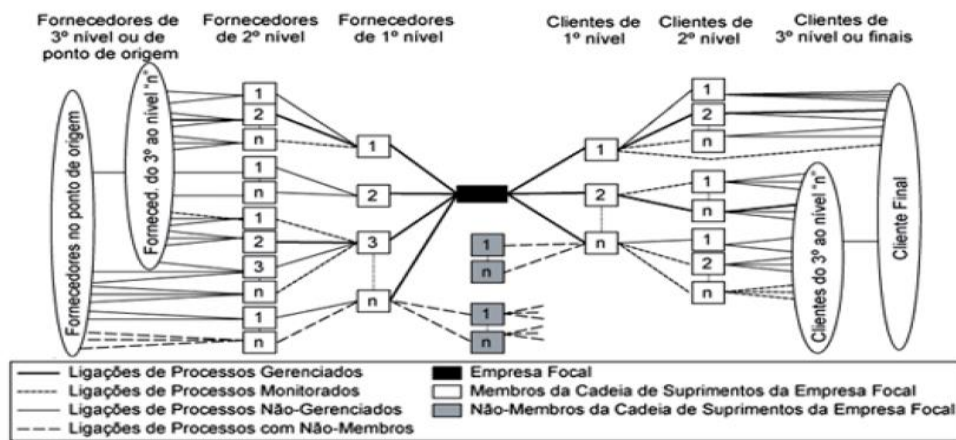 Fornecedores de
3º nível ou de
ponto de origem
Fornecedores
de 2º nível
Fornecedores
de 1º nível
Clientes de
1º nível
Clientes de
2º nível
Clientes de
3º nível ou finais
Fornecedores no ponto de origem
Forneced. do 3º ao nível "n"
1
2
n
1
n
1
2
3
n
1
n
1
2
3
n
1
n
1
n
1
2
n
1
2
n
1
n
1
2
n
Clientes do 3º ao nível "n"
Cliente Final
Ligações de Processos Gerenciados
Ligações de Processos Monitorados
Ligações de Processos Não-Gerenciados
Ligações de Processos com Não-Membros
Empresa Focal
Membros da Cadeia de Suprimentos da Empresa Focal
Não-Membros da Cadeia de Suprimentos da Empresa Focal